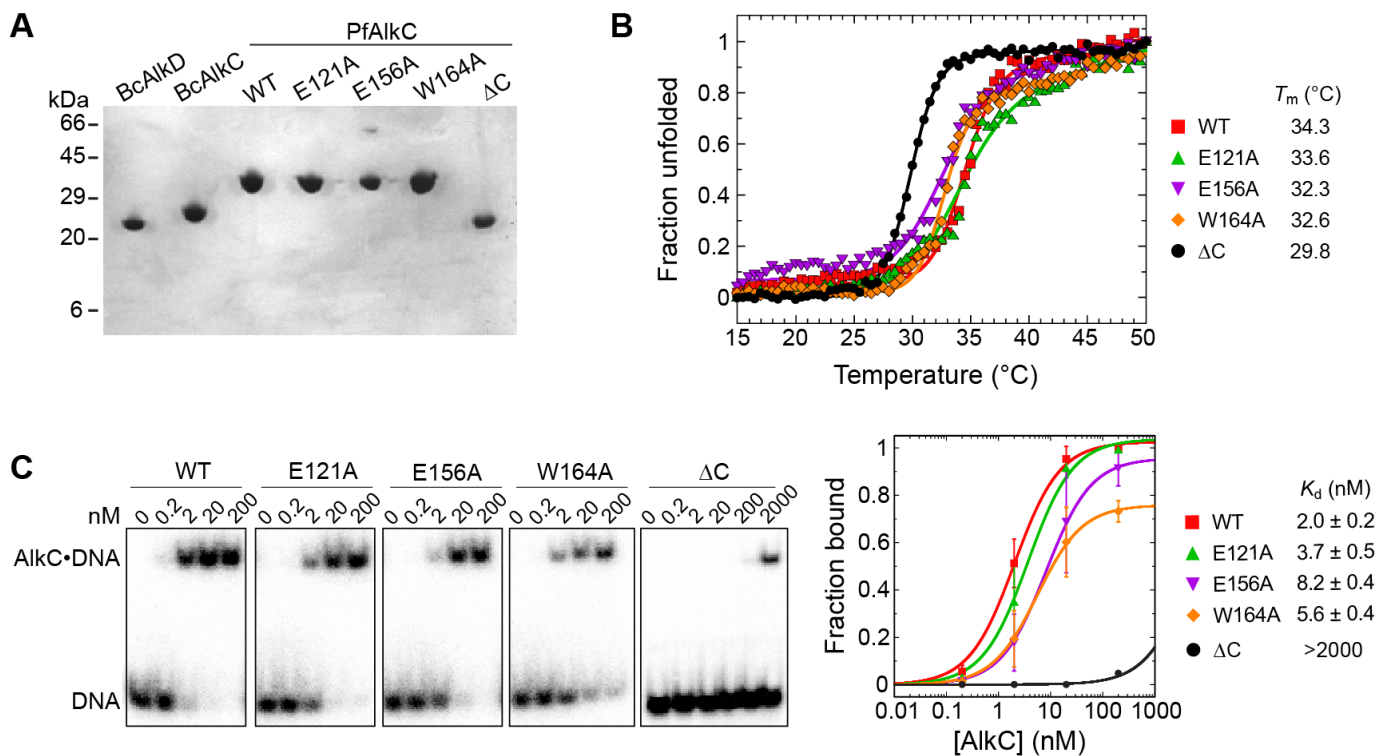 A
PfAlkC
BcAlkD BcAlkC WT E121A E156A W164A ΔC
kDa
66
45
29
20
6
B
Fraction unfolded
1
0.8
0.6
0.4
0.2
0
15 20 25 30 35 40 45 50
Temperature (°C)
Tm (°C)
WT 34.3
E121A 33.6
E156A 32.3
W164A 32.6
ΔC 29.8
C
WT E121A E156A W164A ΔC
nM 0 0.2 2 20 200 0 0.2 2 20 200 0 0.2 2 20 200 0 0.2 2 20 200 0 0.2 2 20 200 2000
AlkC•DNA
DNA
Fraction bound
1
0.8
0.6
0.4
0.2
0
0.01 0.1 1 10 100 1000
[AlkC] (nM)
Kd (nM)
WT 2.0 ± 0.2
E121A 3.7 ± 0.5
E156A 8.2 ± 0.4
W164A 5.6 ± 0.4
ΔC >2000